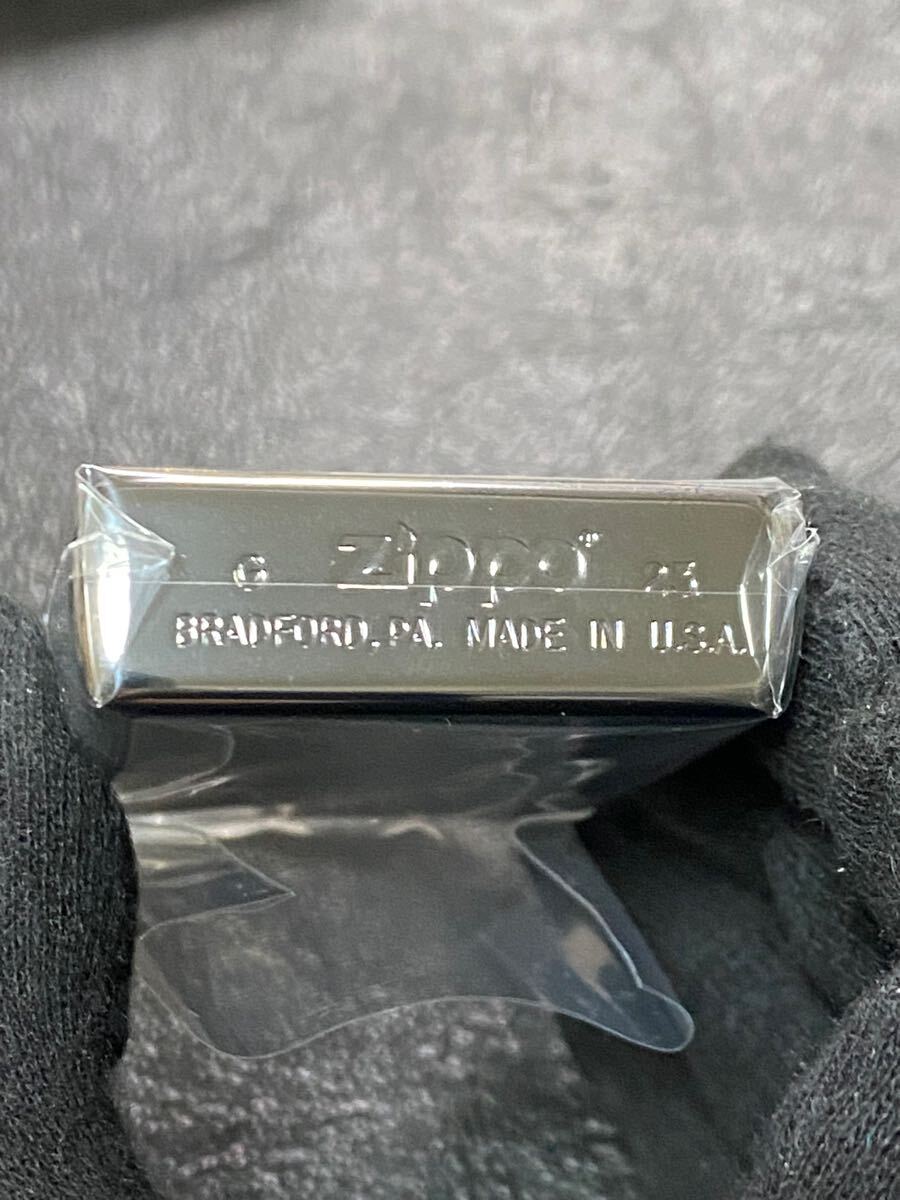 G Zippo ® 23
BRADFORD, PA. MADE IN U.S.A.